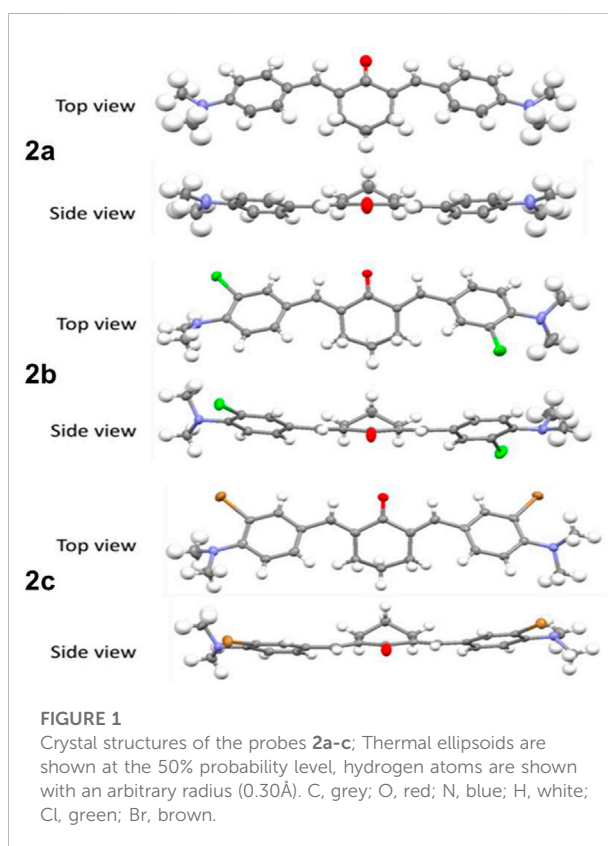 Top view
2a
Side view
Top view
2b
Side view
Top view
2c
Side view
FIGURE 1
Crystal structures of the probes 2a-c; Thermal ellipsoids are
shown at the 50% probability level, hydrogen atoms are shown
with an arbitrary radius (0.30Å). C, grey; O, red; N, blue; H, white;
Cl, green; Br, brown.